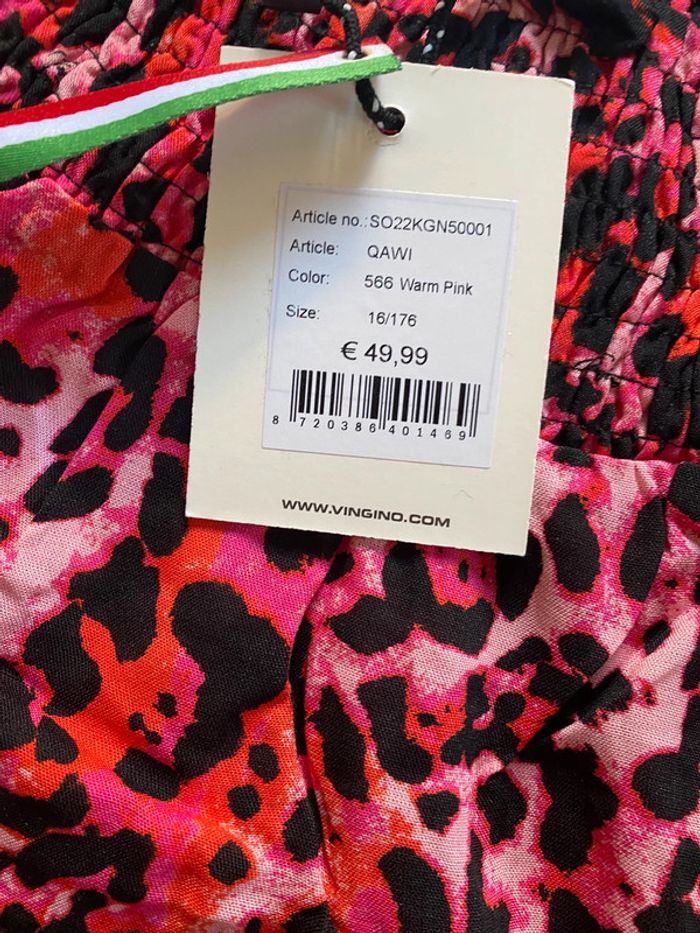 Article no.:SO22KGN50001
Article: QAWI
Color: 566 Warm Pink
Size: 16/176
€ 49,99
8 720386 401469
WWW.VINGINO.COM